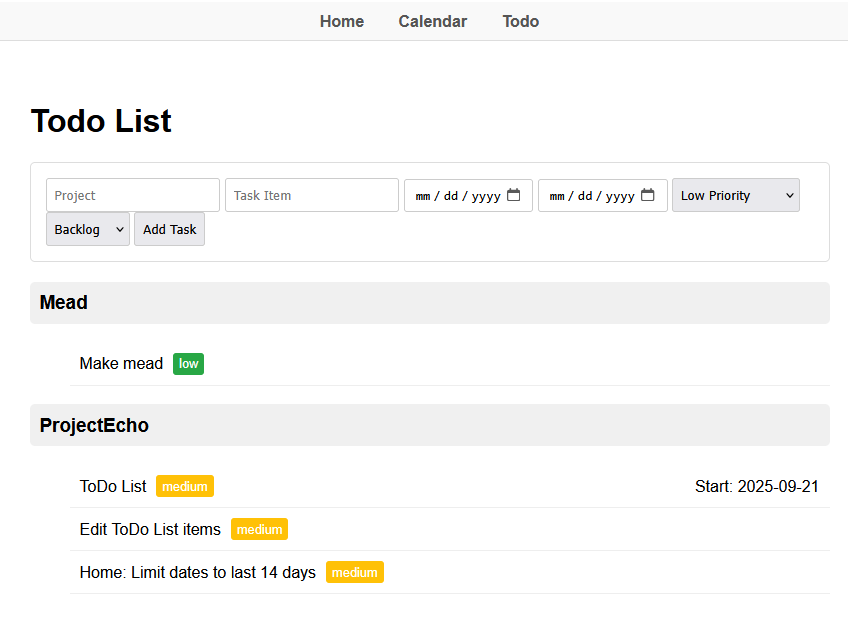 Home Calendar Todo
Todo List
Project Task Item mm / dd / yyyy mm / dd / yyyy Low Priority
Backlog Add Task
Mead
Make mead low
ProjectEcho
ToDo List medium Start: 2025-09-21
Edit ToDo List items medium
Home: Limit dates to last 14 days medium